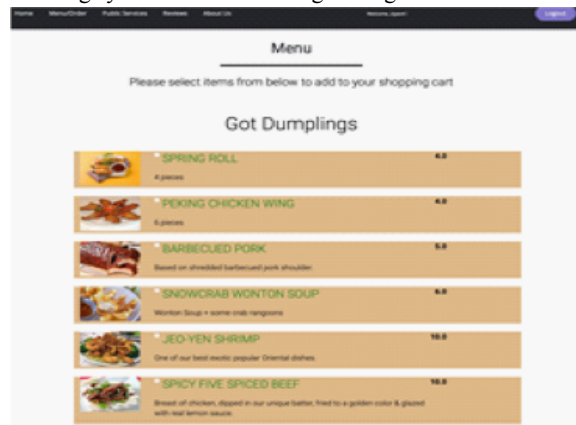 Home Menu/Order Public Services Reviews About Us Logout
Menu
Please select items from below to add to your shopping cart
Got Dumplings
SPRING ROLL 4.0
4 pieces
PEKING CHICKEN WING 4.0
6 pieces
BARBECUED PORK 5.0
Based on shredded barbecued pork shoulder.
SNOWCRAB WONTON SOUP 6.0
Wonton Soup + some crab rangoons
JEO-YEN SHRIMP 10.0
One of our best exotic popular Oriental dishes.
SPICY FIVE SPICED BEEF 10.0
Breast of chicken, dipped in our unique batter, fried to a golden color & glazed
with real lemon sauce.